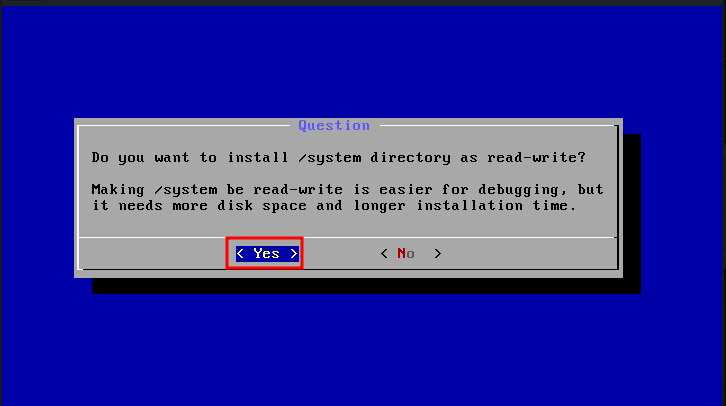 Question
Do you want to install /system directory as read-write?
Making /system be read-write is easier for debugging, but
it needs more disk space and longer installation time.
< Yes > < No >